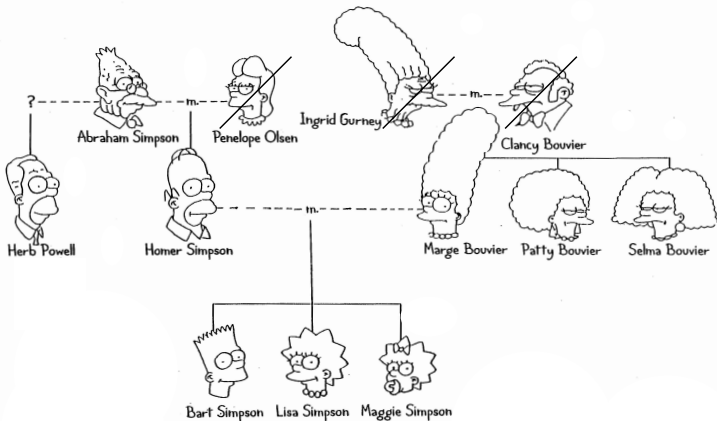 ? m. m.
Abraham Simpson Penelope Olsen Ingrid Gurney Clancy Bouvier
m.
Herb Powell Homer Simpson Marge Bouvier Patty Bouvier Selma Bouvier
Bart Simpson Lisa Simpson Maggie Simpson